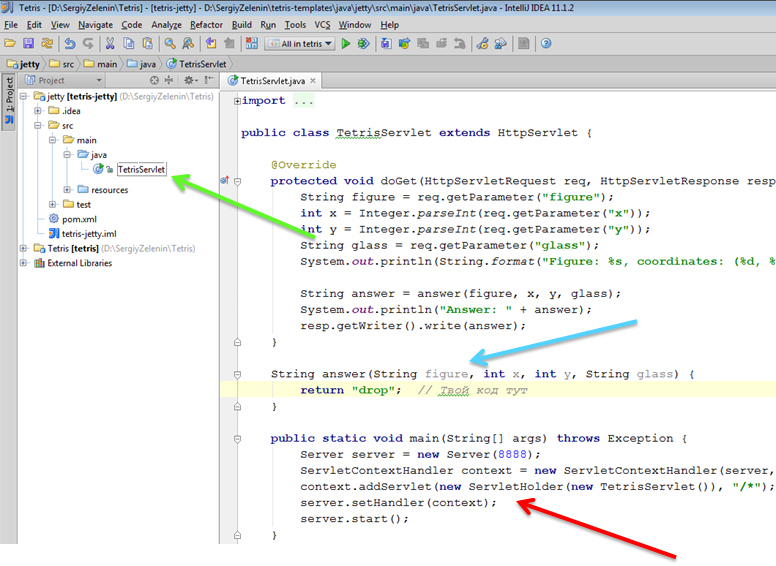 Tetris - [D:\SergiyZelenin\Tetris] - [tetris-jetty] - D:\SergiyZelenin\tetris-templates\java\jetty\src\main\java\TetrisServlet.java - IntelliJ IDEA 11.1.2
File Edit View Navigate Code Analyze Refactor Build Run Tools VCS Window Help
All in tetris
jetty src main java TetrisServlet
1: Project
Project
TetrisServlet.java
jetty [tetris-jetty] (D:\SergiyZelenin\Tetris)
.idea
src
main
java
TetrisServlet
resources
test
pom.xml
tetris-jetty.iml
Tetris [tetris] (D:\SergiyZelenin\Tetris)
External Libraries
import ...
public class TetrisServlet extends HttpServlet {
@Override
protected void doGet(HttpServletRequest req, HttpServletResponse resp
String figure = req.getParameter("figure");
int x = Integer.parseInt(req.getParameter("x"));
int y = Integer.parseInt(req.getParameter("y"));
String glass = req.getParameter("glass");
System.out.println(String.format("Figure: %s, coordinates: (%d, %
String answer = answer(figure, x, y, glass);
System.out.println("Answer: " + answer);
resp.getWriter().write(answer);
}
String answer(String figure, int x, int y, String glass) {
return "drop"; // Твой код тут
}
public static void main(String[] args) throws Exception {
Server server = new Server(8888);
ServletContextHandler context = new ServletContextHandler(server,
context.addServlet(new ServletHolder(new TetrisServlet()), "/*");
server.setHandler(context);
server.start();
}